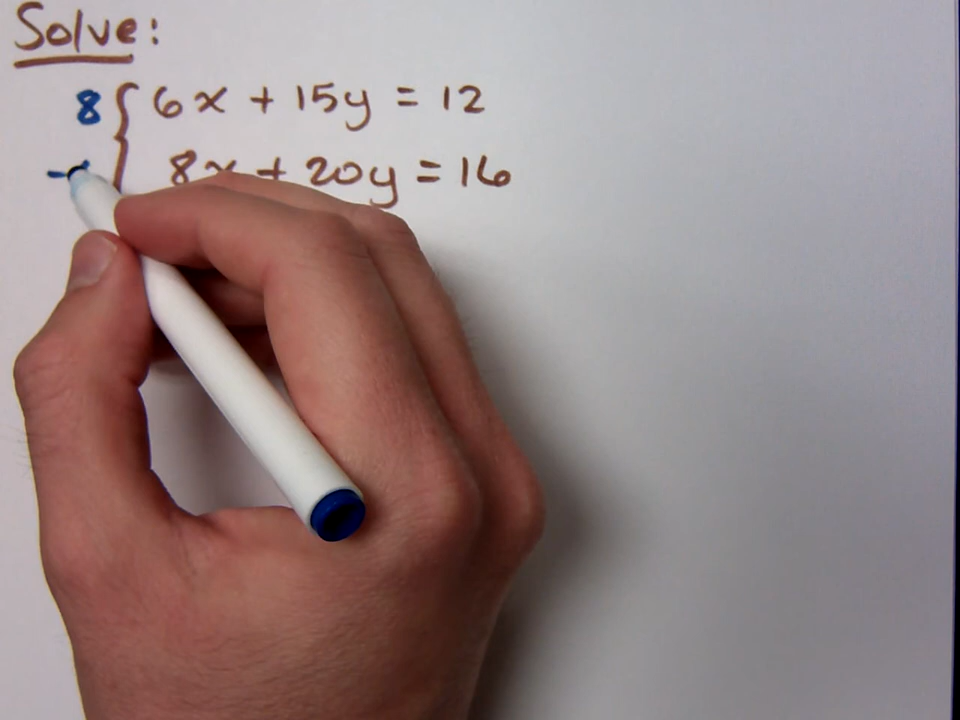 Solve:
8 { 6x + 15y = 12
- 8x + 20y = 16